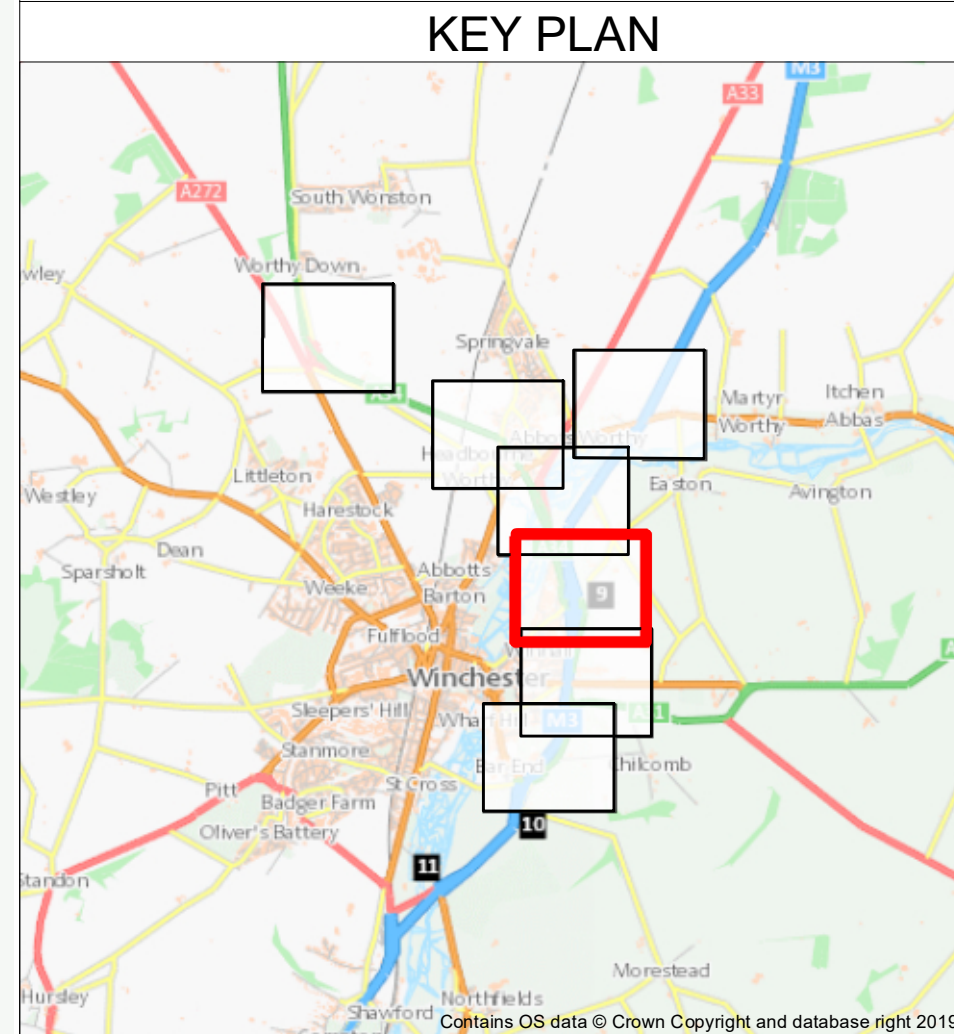 KEY PLAN
M3
A33
A272
South Wonston
Worthy Down
wley
Springvale
A34
Martyr
Worthy
Itchen
Abbas
Abbots Worthy
Headbourne
Worthy
Littleton
Easton
Avington
Westley
Harestock
Dean
Sparsholt
Abbotts
Barton
Weeke
9
Fulflood
Winnall
Winchester
Sleepers' Hill
Wharf Hill
M3
A31
Stanmore
Bar End
Chilcomb
Pitt
St Cross
Badger Farm
Oliver's Battery
10
11
Standon
Morestead
Hursley
Northfields
Shawford
Contains OS data © Crown Copyright and database right 2019